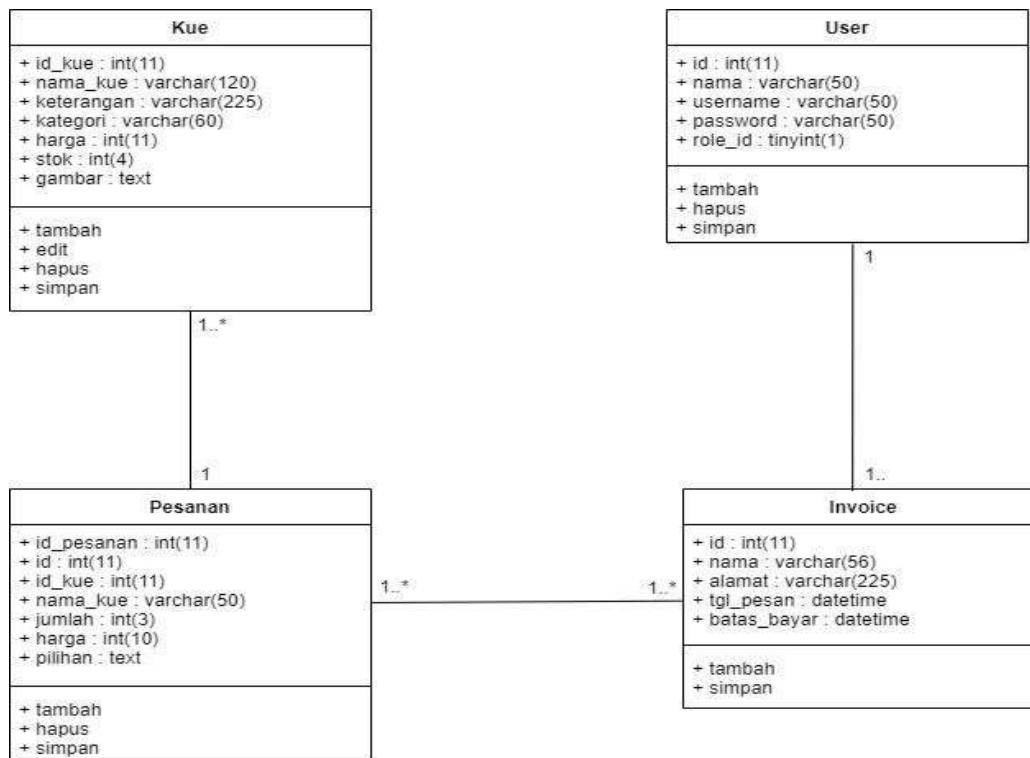 Kue
+ id_kue : int(11)
+ nama_kue : varchar(120)
+ keterangan : varchar(225)
+ kategori : varchar(60)
+ harga : int(11)
+ stok : int(4)
+ gambar : text
+ tambah
+ edit
+ hapus
+ simpan
User
+ id : int(11)
+ nama : varchar(50)
+ username : varchar(50)
+ password : varchar(50)
+ role_id : tinyint(1)
+ tambah
+ hapus
+ simpan
1
1..*
1
1..
Pesanan
+ id_pesanan : int(11)
+ id : int(11)
+ id_kue : int(11)
+ nama_kue : varchar(50)
+ jumlah : int(3)
+ harga : int(10)
+ pilihan : text
+ tambah
+ hapus
+ simpan
1..*
1..*
Invoice
+ id : int(11)
+ nama : varchar(56)
+ alamat : varchar(225)
+ tgl_pesan : datetime
+ batas_bayar : datetime
+ tambah
+ simpan